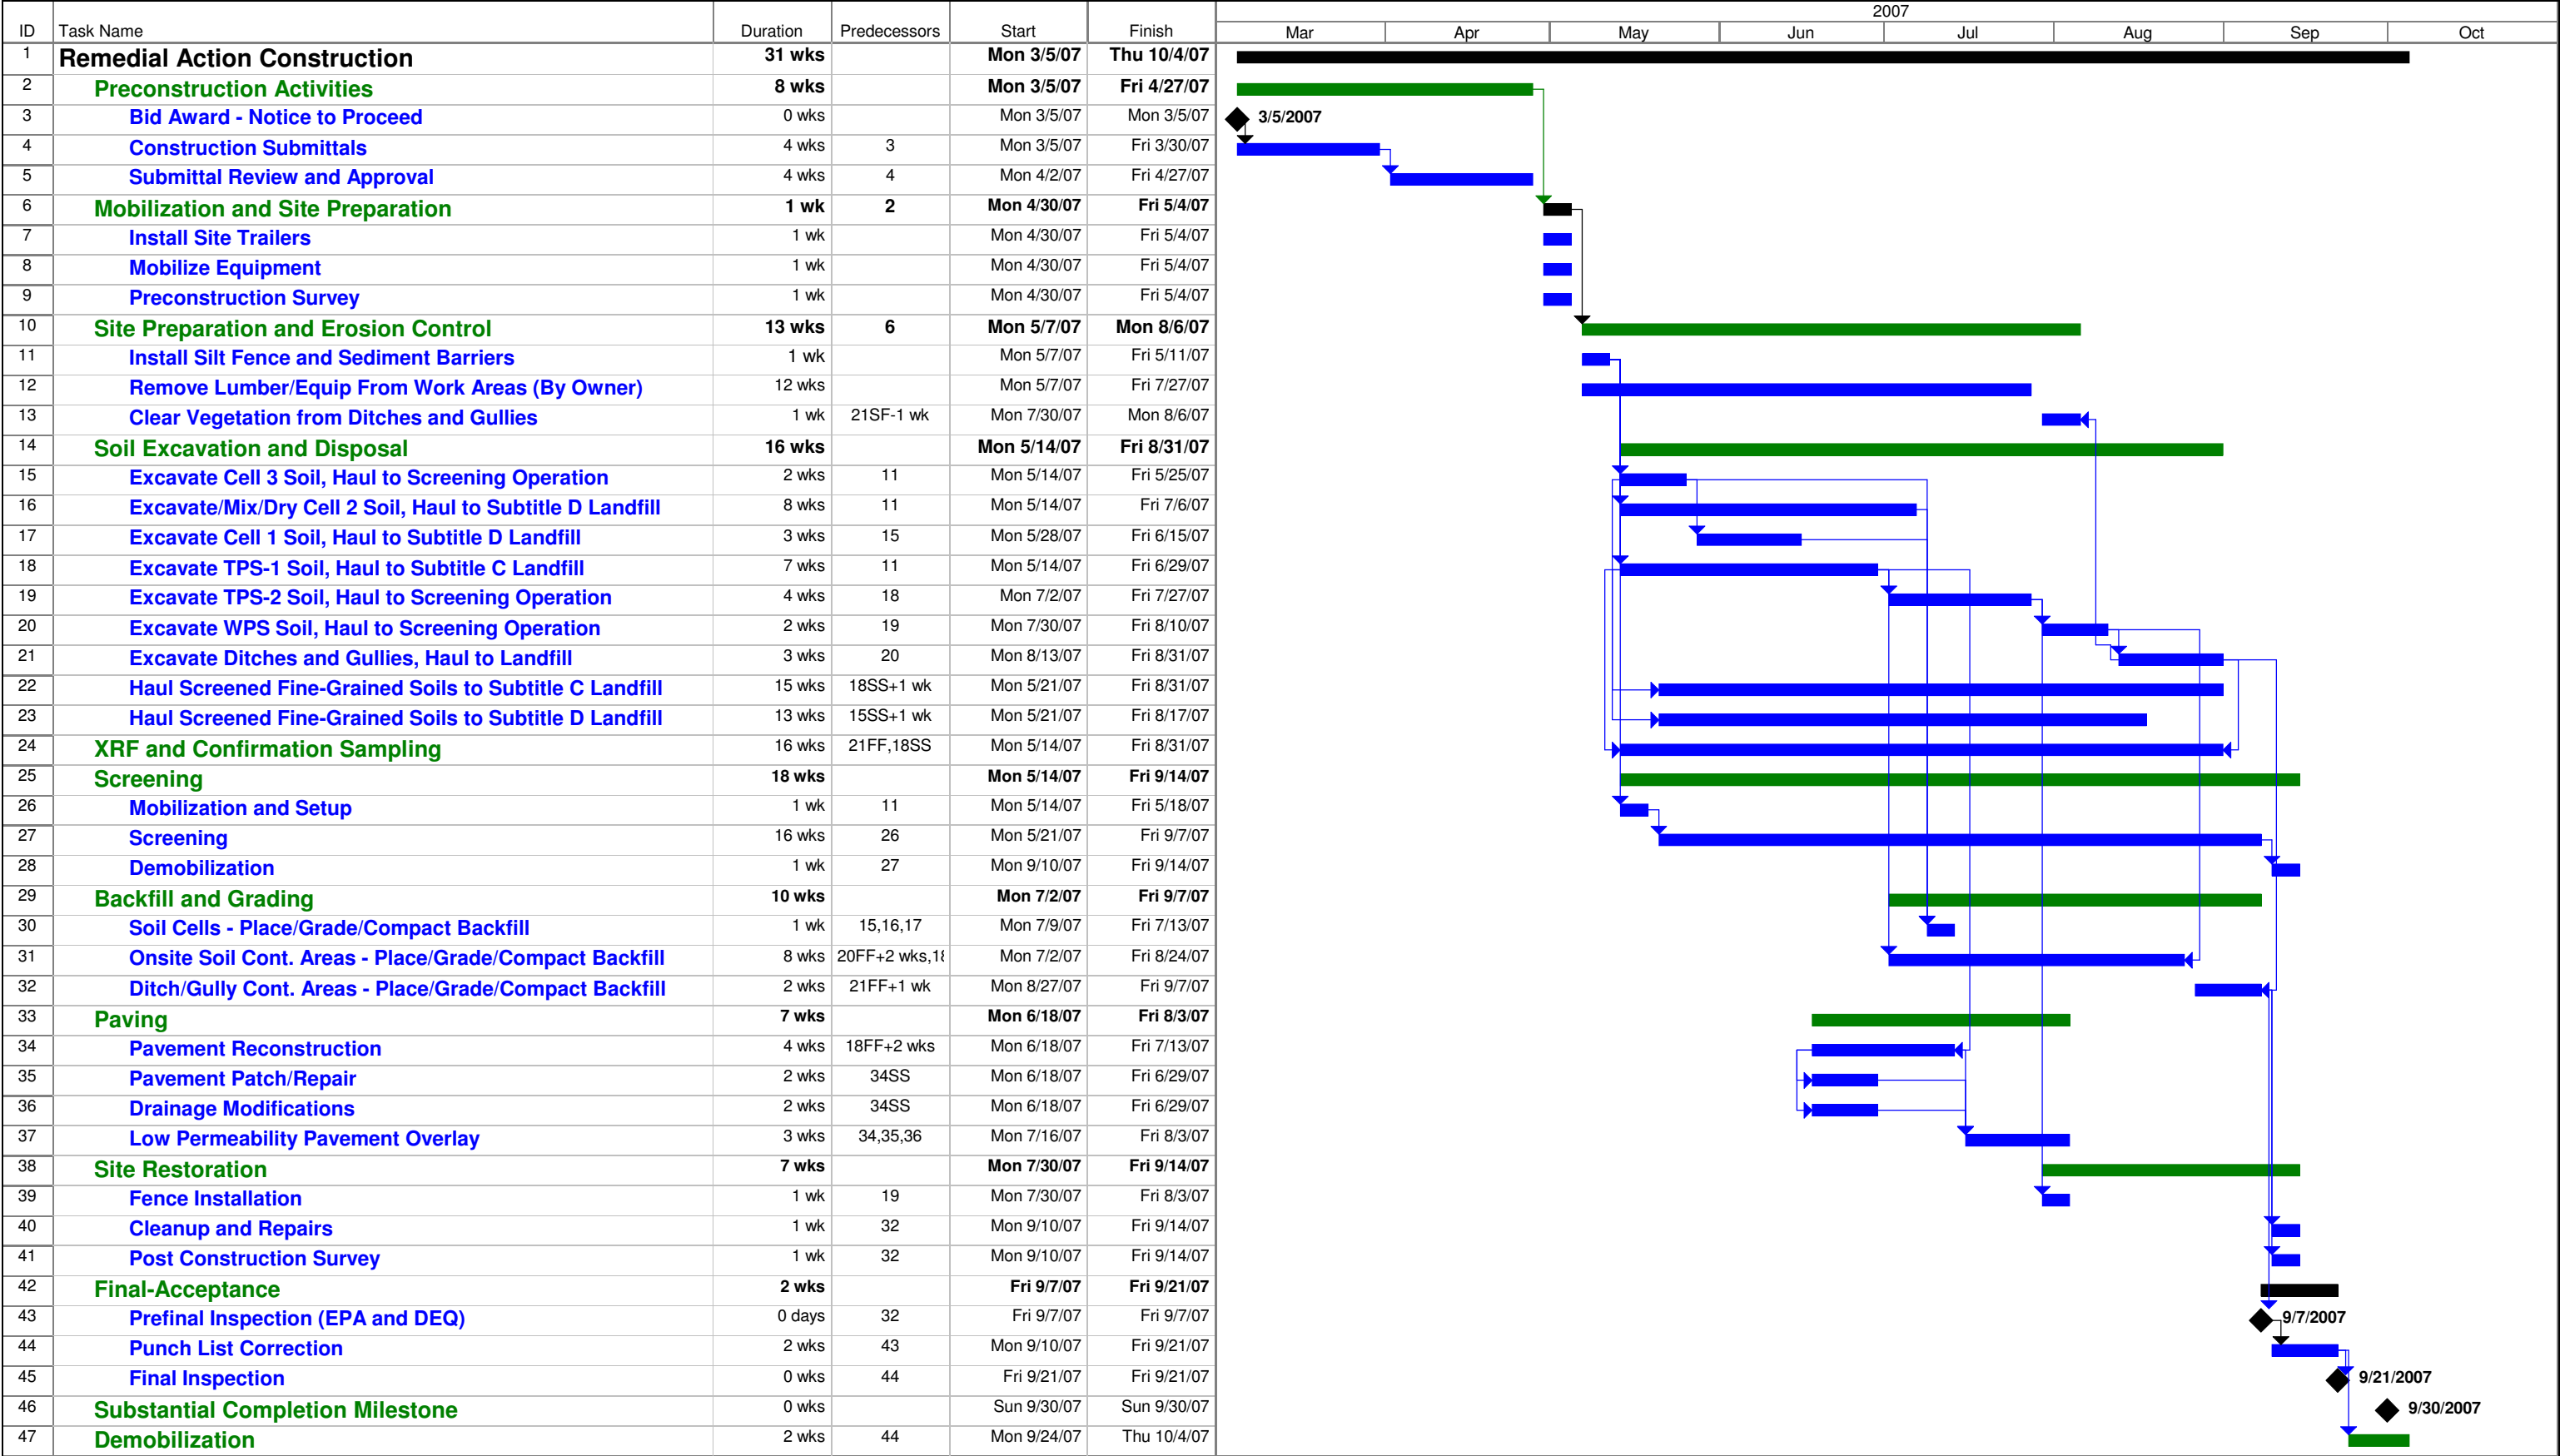 2007
ID Task Name Duration Predecessors Start Finish Mar Apr May Jun Jul Aug Sep Oct
1 Remedial Action Construction 31 wks Mon 3/5/07 Thu 10/4/07
2 Preconstruction Activities 8 wks Mon 3/5/07 Fri 4/27/07
3 Bid Award - Notice to Proceed 0 wks Mon 3/5/07 Mon 3/5/07 3/5/2007
4 Construction Submittals 4 wks 3 Mon 3/5/07 Fri 3/30/07
5 Submittal Review and Approval 4 wks 4 Mon 4/2/07 Fri 4/27/07
6 Mobilization and Site Preparation 1 wk 2 Mon 4/30/07 Fri 5/4/07
7 Install Site Trailers 1 wk Mon 4/30/07 Fri 5/4/07
8 Mobilize Equipment 1 wk Mon 4/30/07 Fri 5/4/07
9 Preconstruction Survey 1 wk Mon 4/30/07 Fri 5/4/07
10 Site Preparation and Erosion Control 13 wks 6 Mon 5/7/07 Mon 8/6/07
11 Install Silt Fence and Sediment Barriers 1 wk Mon 5/7/07 Fri 5/11/07
12 Remove Lumber/Equip From Work Areas (By Owner) 12 wks Mon 5/7/07 Fri 7/27/07
13 Clear Vegetation from Ditches and Gullies 1 wk 21SF-1 wk Mon 7/30/07 Mon 8/6/07
14 Soil Excavation and Disposal 16 wks Mon 5/14/07 Fri 8/31/07
15 Excavate Cell 3 Soil, Haul to Screening Operation 2 wks 11 Mon 5/14/07 Fri 5/25/07
16 Excavate/Mix/Dry Cell 2 Soil, Haul to Subtitle D Landfill 8 wks 11 Mon 5/14/07 Fri 7/6/07
17 Excavate Cell 1 Soil, Haul to Subtitle D Landfill 3 wks 15 Mon 5/28/07 Fri 6/15/07
18 Excavate TPS-1 Soil, Haul to Subtitle C Landfill 7 wks 11 Mon 5/14/07 Fri 6/29/07
19 Excavate TPS-2 Soil, Haul to Screening Operation 4 wks 18 Mon 7/2/07 Fri 7/27/07
20 Excavate WPS Soil, Haul to Screening Operation 2 wks 19 Mon 7/30/07 Fri 8/10/07
21 Excavate Ditches and Gullies, Haul to Landfill 3 wks 20 Mon 8/13/07 Fri 8/31/07
22 Haul Screened Fine-Grained Soils to Subtitle C Landfill 15 wks 18SS+1 wk Mon 5/21/07 Fri 8/31/07
23 Haul Screened Fine-Grained Soils to Subtitle D Landfill 13 wks 15SS+1 wk Mon 5/21/07 Fri 8/17/07
24 XRF and Confirmation Sampling 16 wks 21FF,18SS Mon 5/14/07 Fri 8/31/07
25 Screening 18 wks Mon 5/14/07 Fri 9/14/07
26 Mobilization and Setup 1 wk 11 Mon 5/14/07 Fri 5/18/07
27 Screening 16 wks 26 Mon 5/21/07 Fri 9/7/07
28 Demobilization 1 wk 27 Mon 9/10/07 Fri 9/14/07
29 Backfill and Grading 10 wks Mon 7/2/07 Fri 9/7/07
30 Soil Cells - Place/Grade/Compact Backfill 1 wk 15,16,17 Mon 7/9/07 Fri 7/13/07
31 Onsite Soil Cont. Areas - Place/Grade/Compact Backfill 8 wks 20FF+2 wks,18 Mon 7/2/07 Fri 8/24/07
32 Ditch/Gully Cont. Areas - Place/Grade/Compact Backfill 2 wks 21FF+1 wk Mon 8/27/07 Fri 9/7/07
33 Paving 7 wks Mon 6/18/07 Fri 8/3/07
34 Pavement Reconstruction 4 wks 18FF+2 wks Mon 6/18/07 Fri 7/13/07
35 Pavement Patch/Repair 2 wks 34SS Mon 6/18/07 Fri 6/29/07
36 Drainage Modifications 2 wks 34SS Mon 6/18/07 Fri 6/29/07
37 Low Permeability Pavement Overlay 3 wks 34,35,36 Mon 7/16/07 Fri 8/3/07
38 Site Restoration 7 wks Mon 7/30/07 Fri 9/14/07
39 Fence Installation 1 wk 19 Mon 7/30/07 Fri 8/3/07
40 Cleanup and Repairs 1 wk 32 Mon 9/10/07 Fri 9/14/07
41 Post Construction Survey 1 wk 32 Mon 9/10/07 Fri 9/14/07
42 Final-Acceptance 2 wks Fri 9/7/07 Fri 9/21/07
43 Prefinal Inspection (EPA and DEQ) 0 days 32 Fri 9/7/07 Fri 9/7/07 9/7/2007
44 Punch List Correction 2 wks 43 Mon 9/10/07 Fri 9/21/07
45 Final Inspection 0 wks 44 Fri 9/21/07 Fri 9/21/07 9/21/2007
46 Substantial Completion Milestone 0 wks Sun 9/30/07 Sun 9/30/07 9/30/2007
47 Demobilization 2 wks 44 Mon 9/24/07 Thu 10/4/07